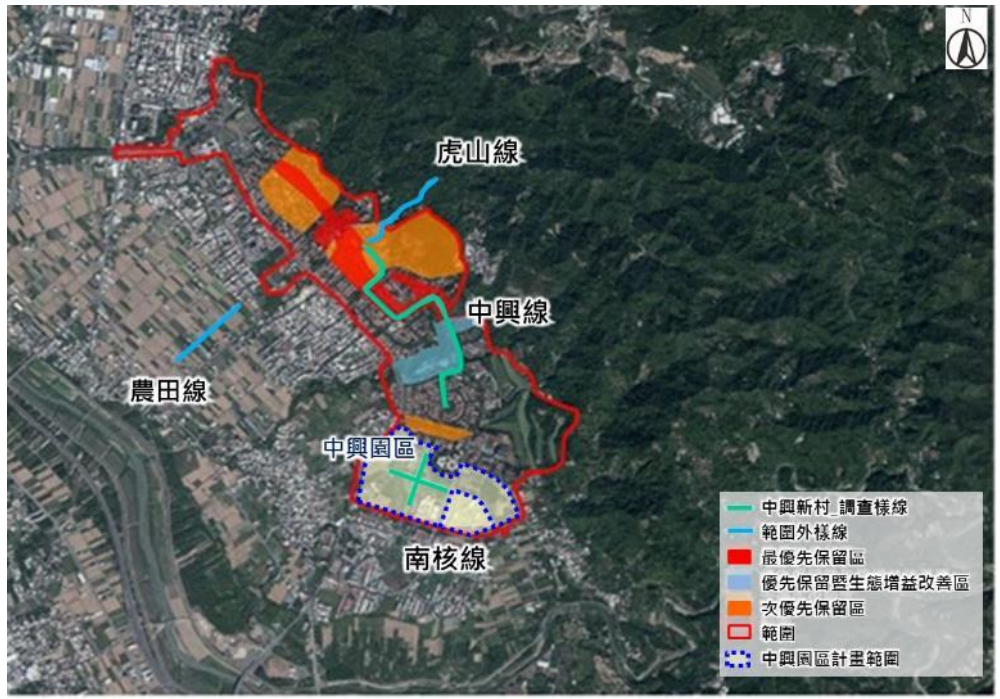 N
虎山線
中興線
農田線
中興園區
南核線
中興新村_調查樣線
範圍外樣線
最優先保留區
優先保留暨生態增益改善區
次優先保留區
範圍
中興園區計畫範圍